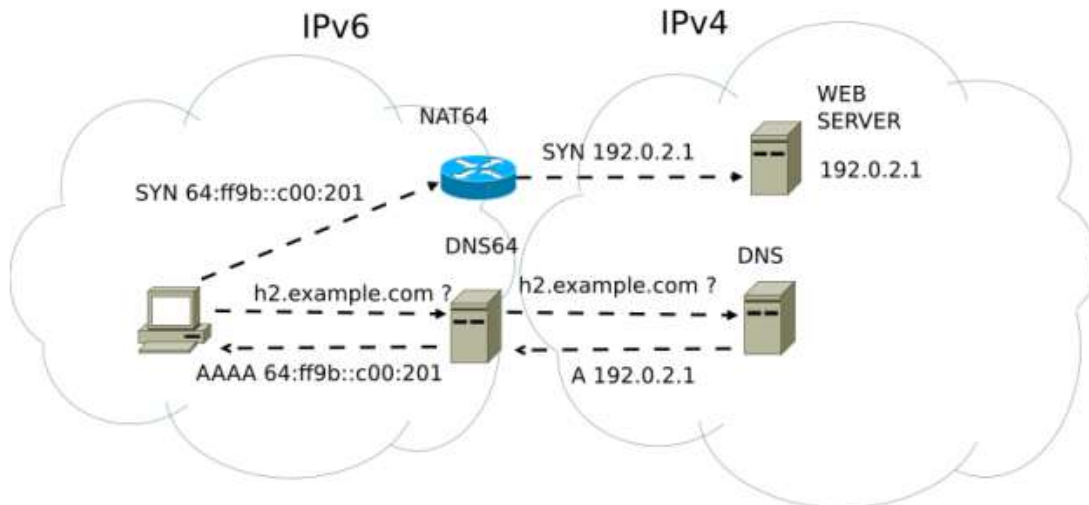 IPv6
IPv4
NAT64
WEB
SERVER
SYN 192.0.2.1
192.0.2.1
SYN 64:ff9b::c00:201
DNS64
DNS
h2.example.com ?
h2.example.com ?
AAAA 64:ff9b::c00:201
A 192.0.2.1